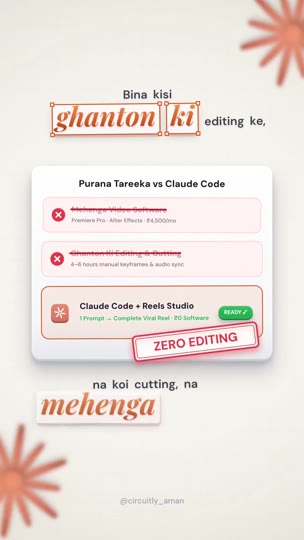 Bina kisi
ghanton ki editing ke,
Purana Tareeka vs Claude Code
Mehenga Video Software
Premiere Pro · After Effects · ₹4,500/mo
Ghanton Ki Editing & Cutting
4–6 hours manual keyframes & audio sync
Claude Code + Reels Studio
1 Prompt → Complete Viral Reel · ₹0 Software
READY ✓
ZERO EDITING
na koi cutting, na
mehenga
@circuitly_aman